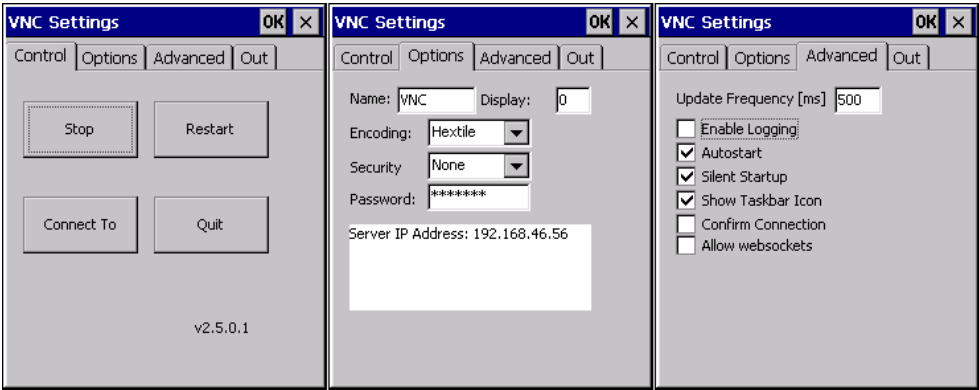 VNC Settings OK ×
Control Options Advanced Out
Stop Restart
Connect To Quit
v2.5.0.1
VNC Settings OK ×
Control Options Advanced Out
Name: VNC Display: 0
Encoding: Hextile
Security None
Password: *******
Server IP Address: 192.168.46.56
VNC Settings OK ×
Control Options Advanced Out
Update Frequency [ms] 500
Enable Logging
Autostart
Silent Startup
Show Taskbar Icon
Confirm Connection
Allow websockets